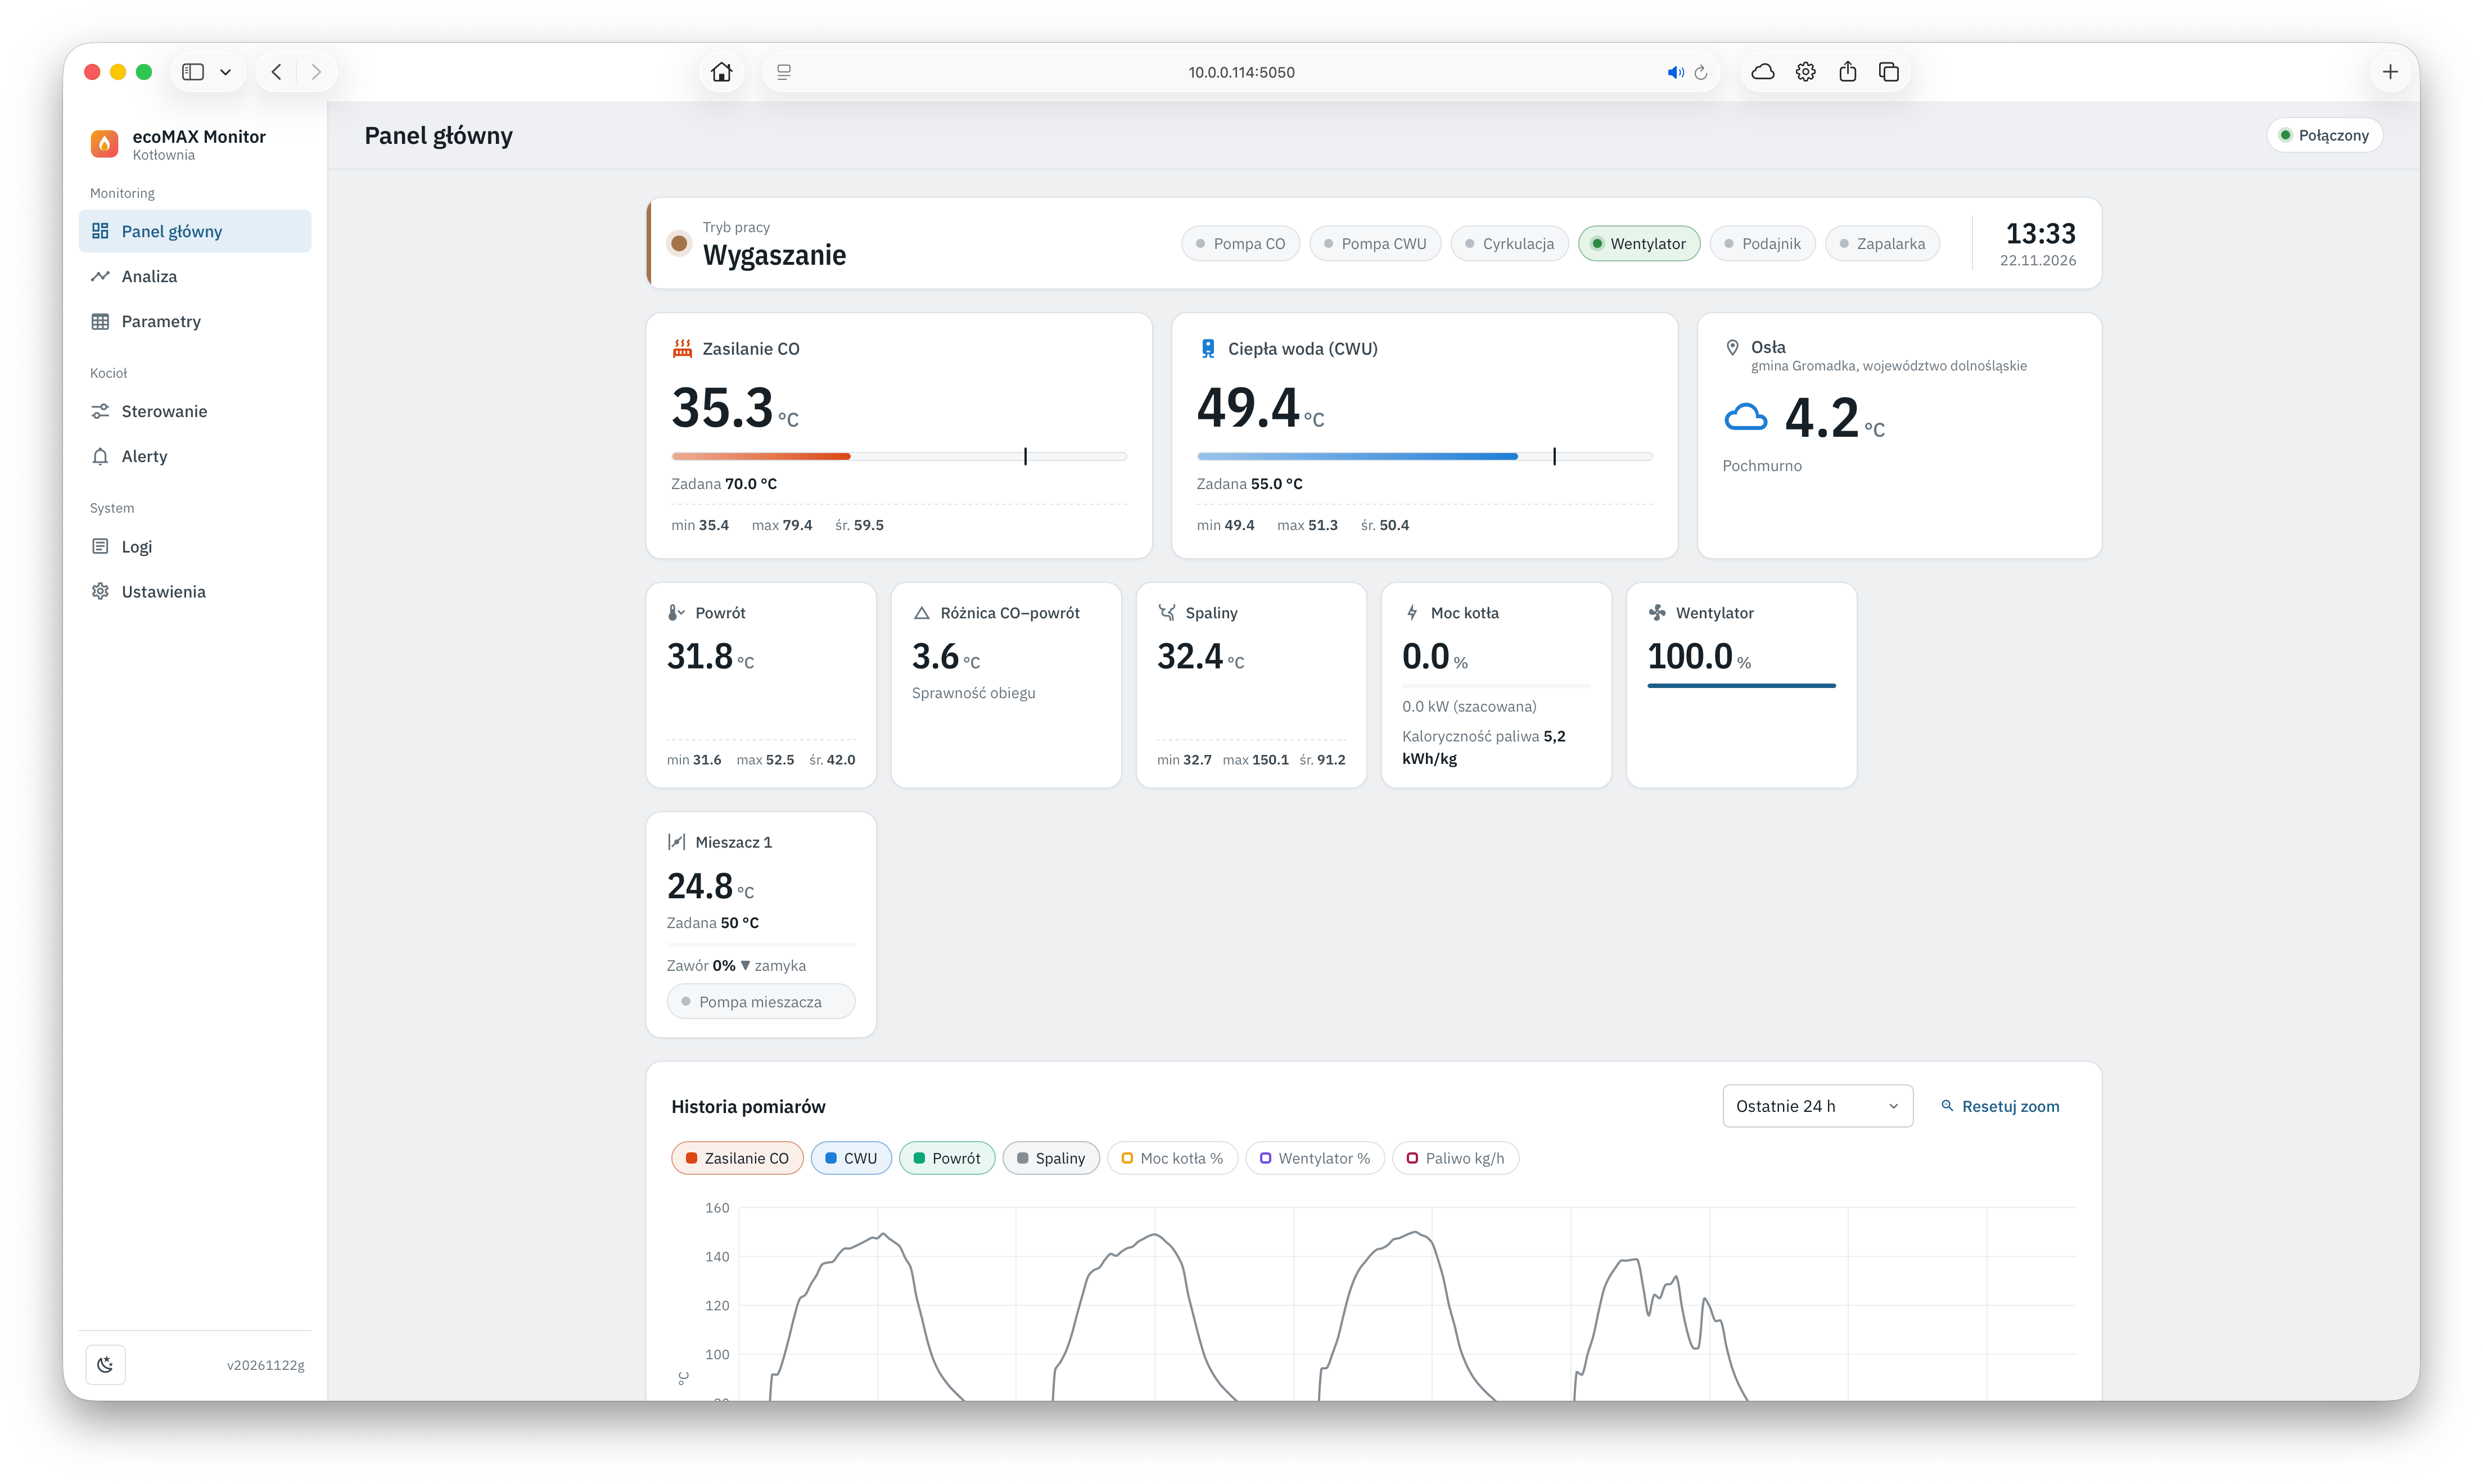 10.0.0.114:5050
ecoMAX Monitor
Kotłownia
Monitoring
Panel główny
Analiza
Parametry
Kocioł
Sterowanie
Alerty
System
Logi
Ustawienia
v20261122g
Panel główny
Połączony
Tryb pracy
Wygaszanie
Pompa CO
Pompa CWU
Cyrkulacja
Wentylator
Podajnik
Zapalarka
13:33
22.11.2026
Zasilanie CO
35.3 °C
Zadana 70.0 °C
min 35.4 max 79.4 śr. 59.5
Ciepła woda (CWU)
49.4 °C
Zadana 55.0 °C
min 49.4 max 51.3 śr. 50.4
Osła
gmina Gromadka, województwo dolnośląskie
4.2 °C
Pochmurno
Powrót
31.8 °C
min 31.6 max 52.5 śr. 42.0
Różnica CO–powrót
3.6 °C
Sprawność obiegu
Spaliny
32.4 °C
min 32.7 max 150.1 śr. 91.2
Moc kotła
0.0 %
0.0 kW (szacowana)
Kaloryczność paliwa 5,2
kWh/kg
Wentylator
100.0 %
Mieszacz 1
24.8 °C
Zadana 50 °C
Zawór 0% ▼ zamyka
Pompa mieszacza
Historia pomiarów
Ostatnie 24 h
Resetuj zoom
Zasilanie CO
CWU
Powrót
Spaliny
Moc kotła %
Wentylator %
Paliwo kg/h
160
140
120
100
°C